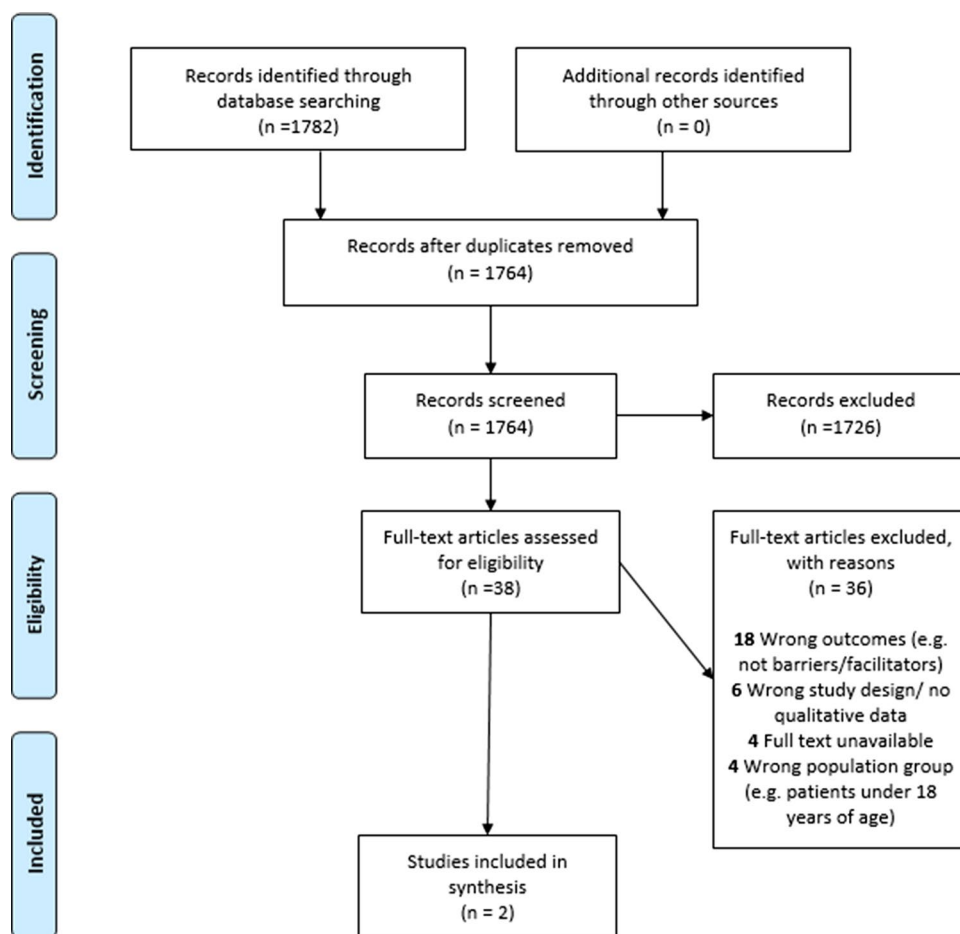 Identification
Records identified through
database searching
(n =1782)
Additional records identified
through other sources
(n = 0)
Records after duplicates removed
(n = 1764)
Screening
Records screened
(n = 1764)
Records excluded
(n =1726)
Eligibility
Full-text articles assessed
for eligibility
(n =38)
Full-text articles excluded,
with reasons
(n = 36)
18 Wrong outcomes (e.g.
not barriers/facilitators)
6 Wrong study design/ no
qualitative data
4 Full text unavailable
4 Wrong population group
(e.g. patients under 18
years of age)
Included
Studies included in
synthesis
(n = 2)